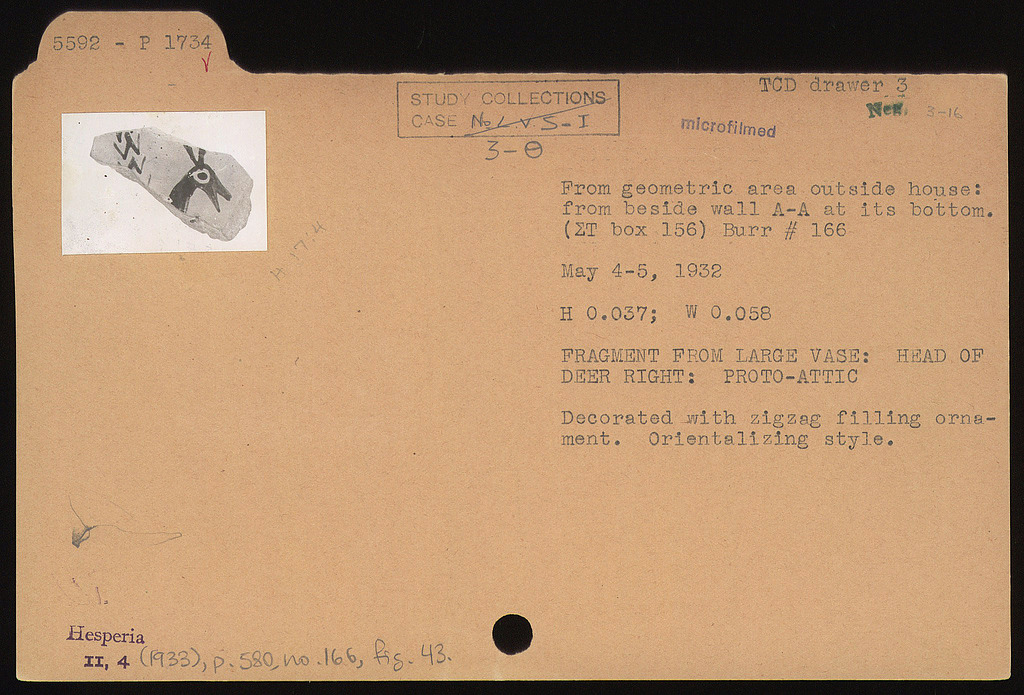 5592 - P 1734
STUDY COLLECTIONS
CASE
3-Θ
TCD drawer 3
Neg. 3-16
microfilmed
From geometric area outside house:
from beside wall A-A at its bottom.
(ΣT box 156) Burr # 166
May 4-5, 1932
H 0.037; W 0.058
FRAGMENT FROM LARGE VASE: HEAD OF
DEER RIGHT: PROTO-ATTIC
Decorated with zigzag filling orna-
ment. Orientalizing style.
Hesperia
II, 4 (1933), p. 580, no. 166, fig. 43.